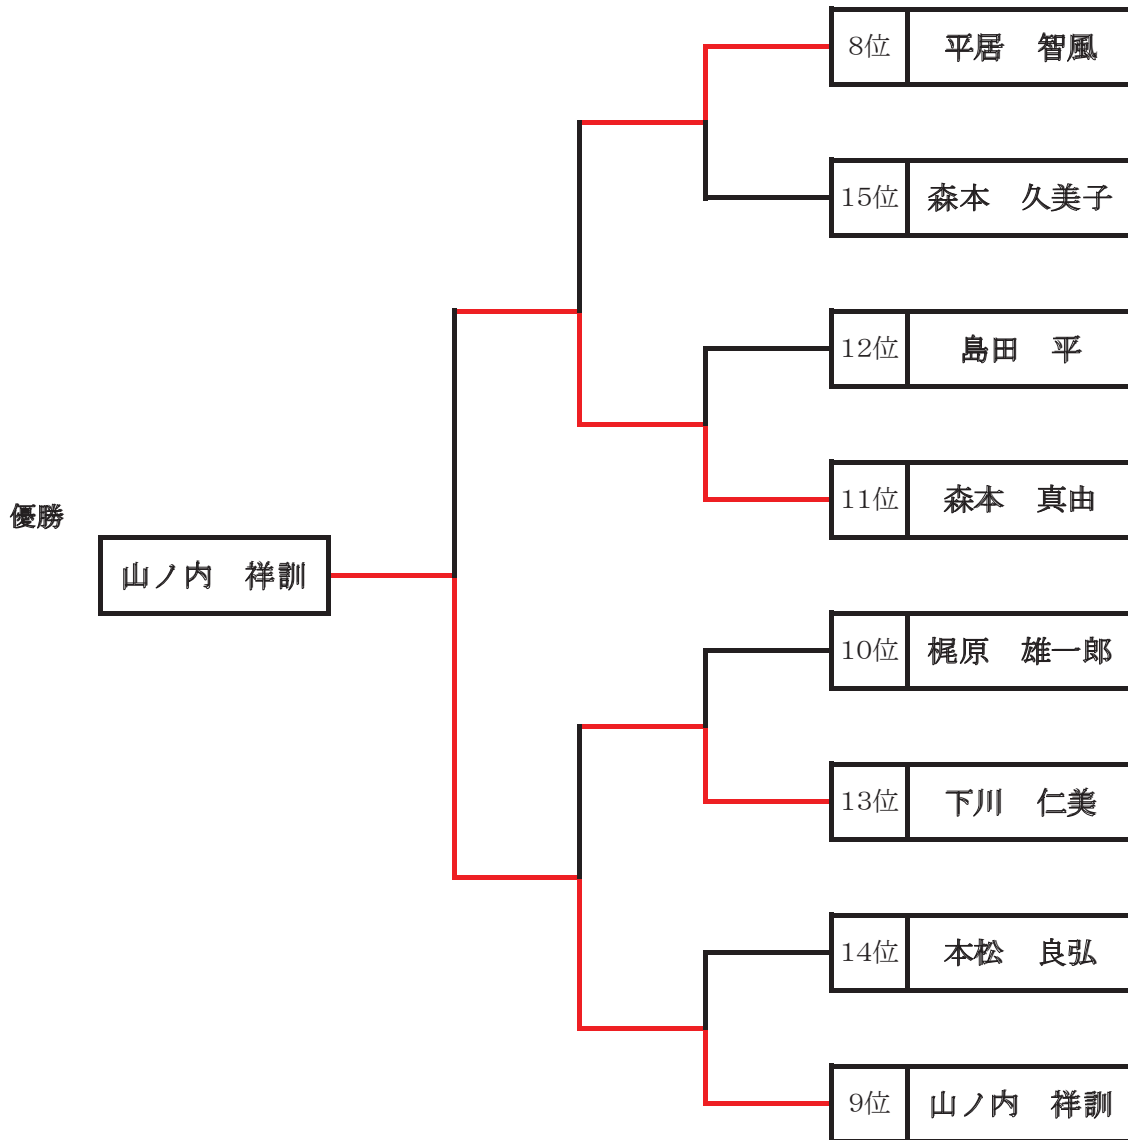 8位 平居　智風
15位 森本　久美子
12位 島田　平
11位 森本　真由
優勝
山ノ内　祥訓
10位 梶原　雄一郎
13位 下川　仁美
14位 本松　良弘
9位 山ノ内　祥訓